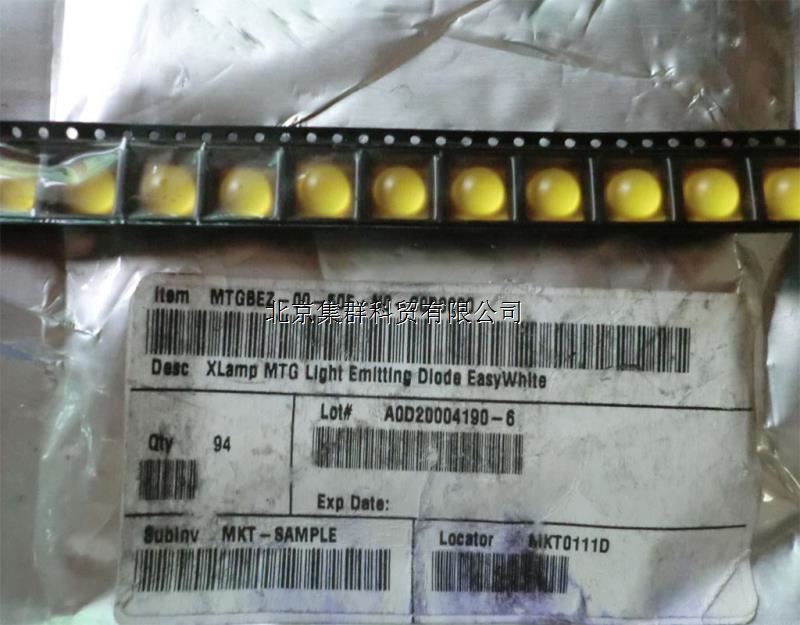 Item MTGBEZ-00-
北京集群科贸有限公司
Desc XLamp MTG Light Emitting Diode EasyWhite
Lot# A0D20004190-6
Qty 94
Exp Date:
SubInv MKT-SAMPLE
Locator MKT0111D